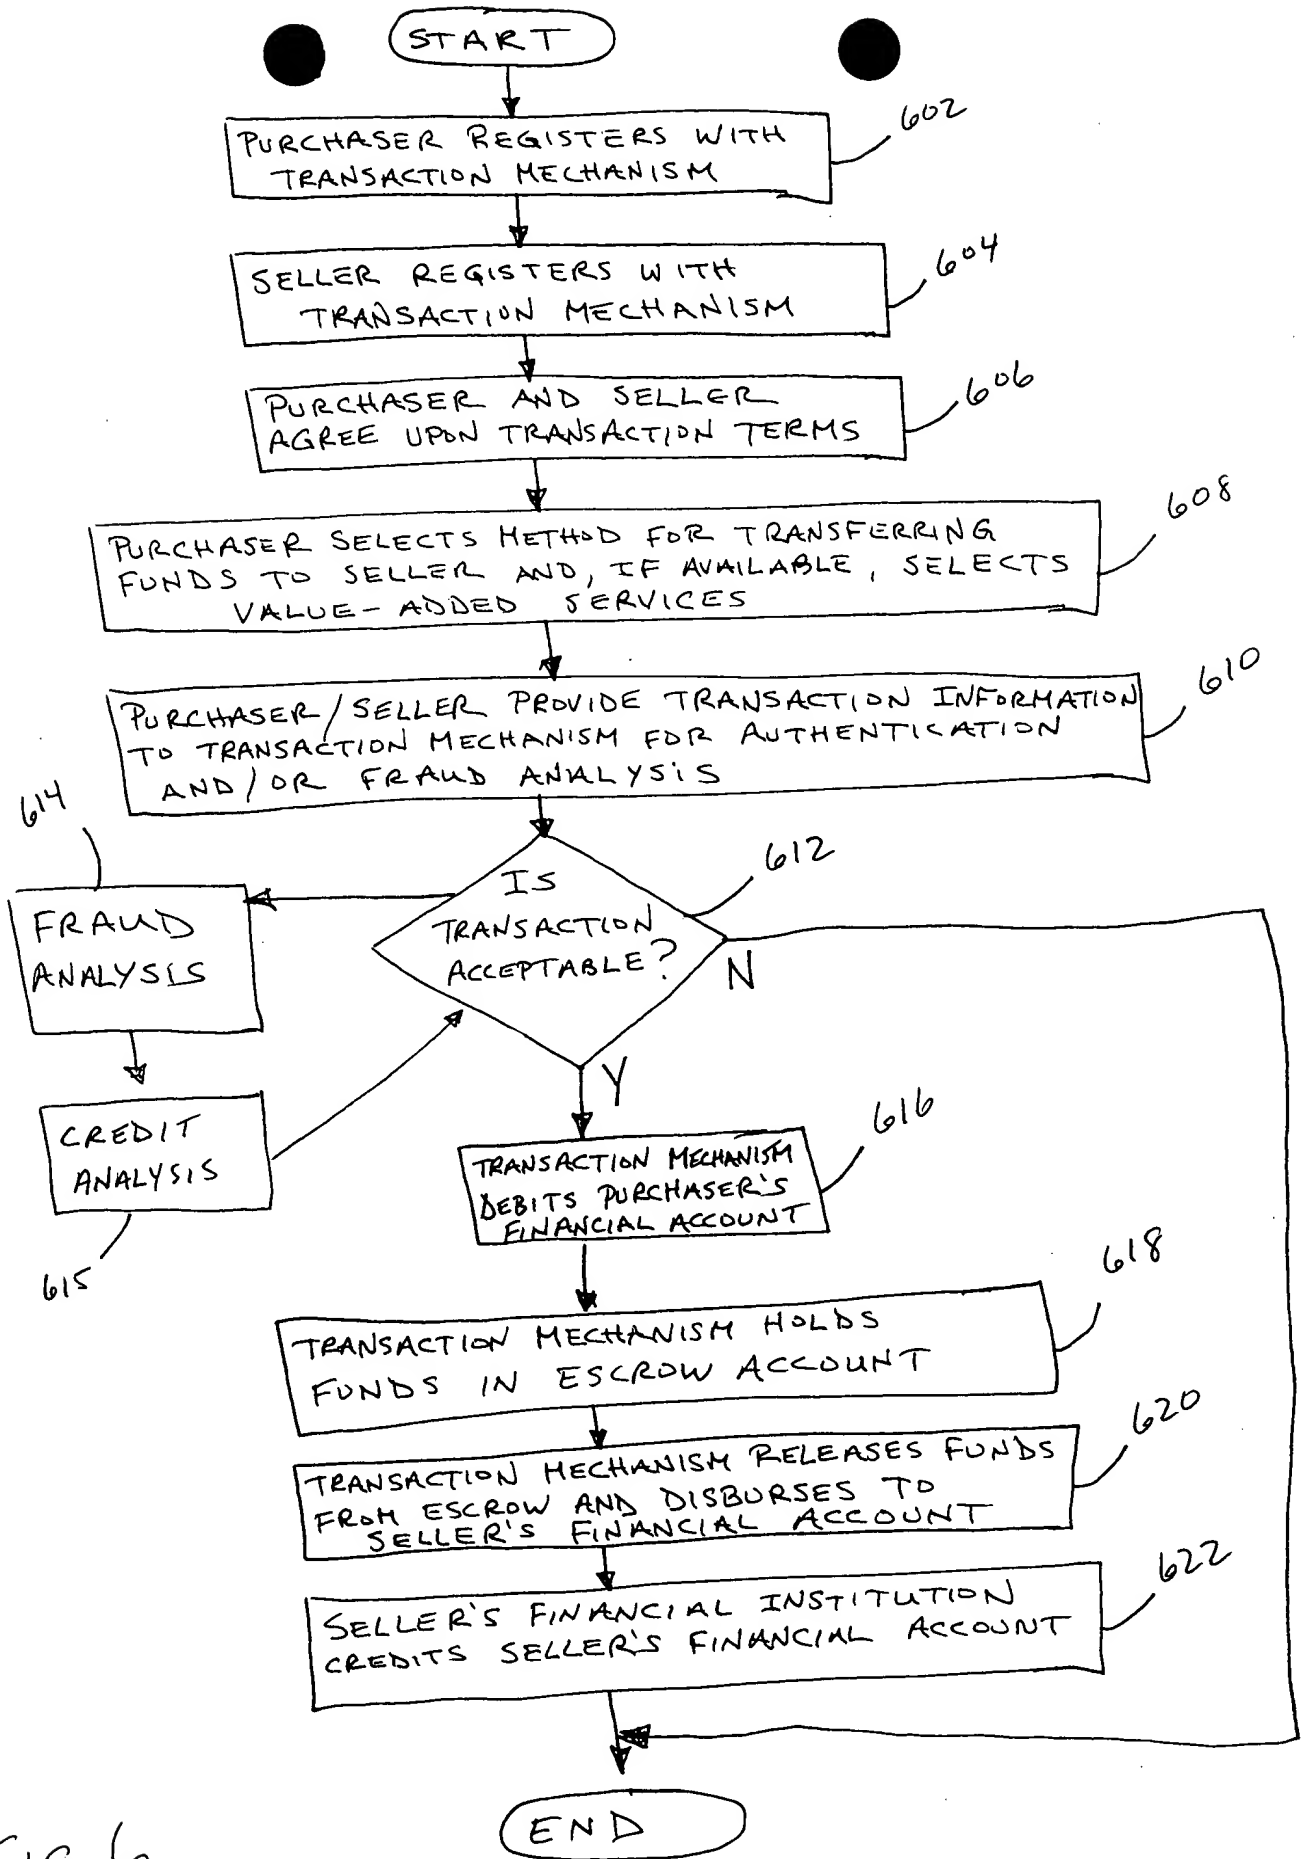 START
602
PURCHASER REGISTERS WITH
TRANSACTION MECHANISM
604
SELLER REGISTERS WITH
TRANSACTION MECHANISM
606
PURCHASER AND SELLER
AGREE UPON TRANSACTION TERMS
608
PURCHASER SELECTS METHOD FOR TRANSFERRING
FUNDS TO SELLER AND, IF AVAILABLE, SELECTS
VALUE-ADDED SERVICES
610
PURCHASER/SELLER PROVIDE TRANSACTION INFORMATION
TO TRANSACTION MECHANISM FOR AUTHENTICATION
AND/OR FRAUD ANALYSIS
614
612
IS
TRANSACTION
ACCEPTABLE?
N
Y
FRAUD
ANALYSIS
CREDIT
ANALYSIS
615
616
TRANSACTION MECHANISM
DEBITS PURCHASER'S
FINANCIAL ACCOUNT
618
TRANSACTION MECHANISM HOLDS
FUNDS IN ESCROW ACCOUNT
620
TRANSACTION MECHANISM RELEASES FUNDS
FROM ESCROW AND DISBURSES TO
SELLER'S FINANCIAL ACCOUNT
622
SELLER'S FINANCIAL INSTITUTION
CREDITS SELLER'S FINANCIAL ACCOUNT
END